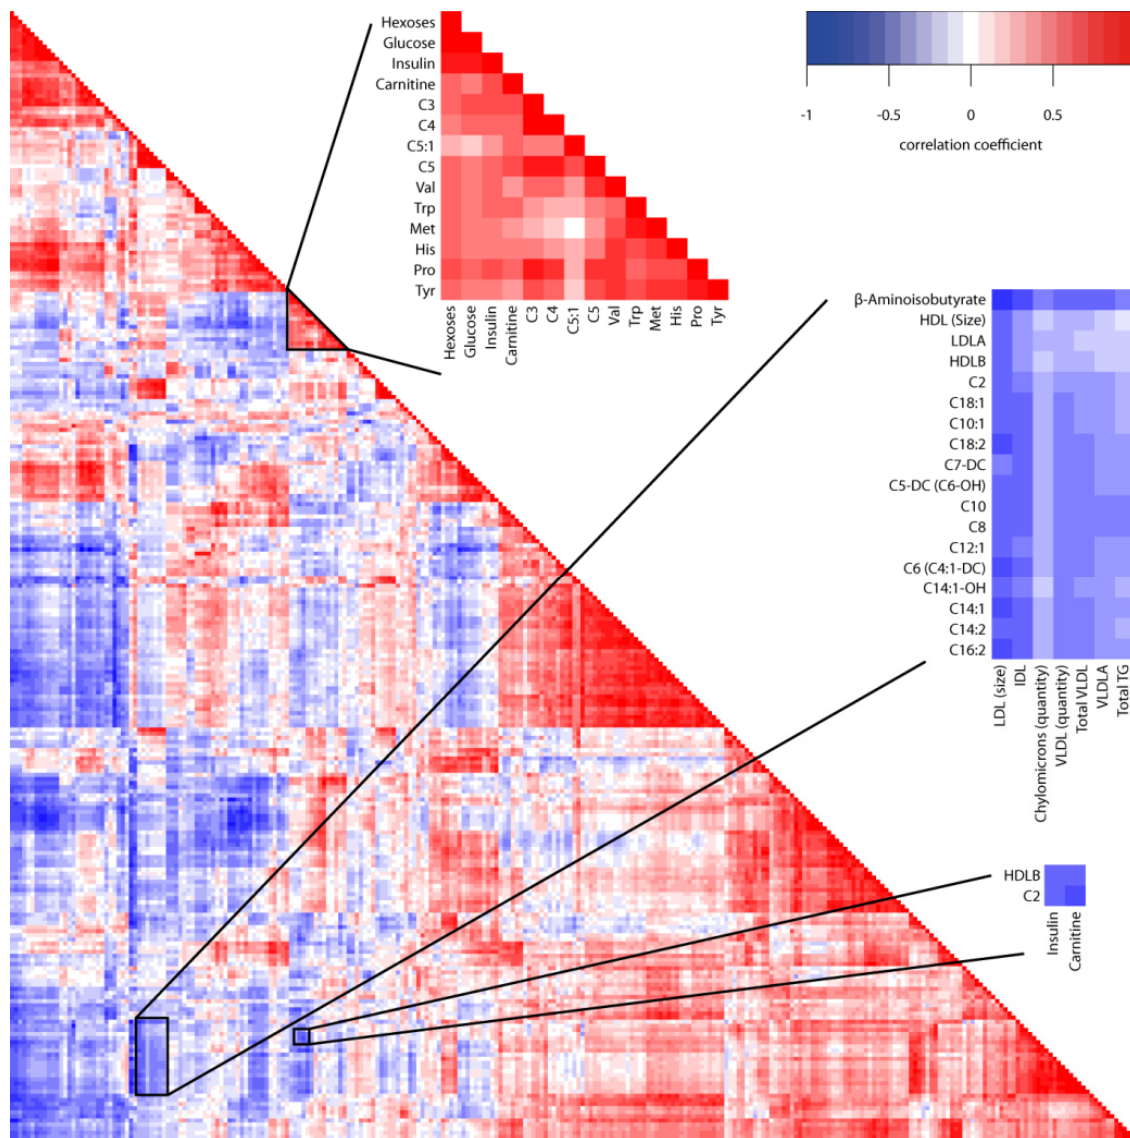 Hexoses
Glucose
Insulin
Carnitine
C3
C4
C5:1
C5
Val
Trp
Met
His
Pro
Tyr
Hexoses
Glucose
Insulin
Carnitine
C3
C4
C5:1
C5
Val
Trp
Met
His
Pro
Tyr
-1 -0.5 0 0.5
correlation coefficient
β-Aminoisobutyrate
HDL (Size)
LDLA
HDLB
C2
C18:1
C10:1
C18:2
C7-DC
C5-DC (C6-OH)
C10
C8
C12:1
C6 (C4:1-DC)
C14:1-OH
C14:1
C14:2
C16:2
LDL (size)
IDL
Chylomicrons (quantity)
VLDL (quantity)
Total VLDL
VLDLA
Total TG
HDLB
C2
Insulin
Carnitine